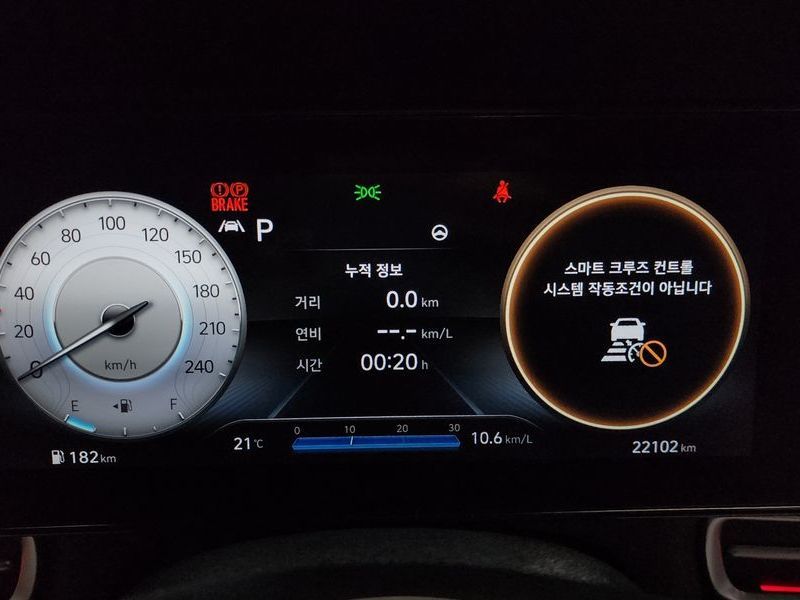 BRAKE
P
0
20
40
60
80
100
120
150
180
210
240
km/h
E
F
182 km
누적 정보
거리 0.0 km
연비 --.- km/L
시간 00:20 h
21 ℃
0 10 20 30
10.6 km/L
스마트 크루즈 컨트롤
시스템 작동조건이 아닙니다
22102 km